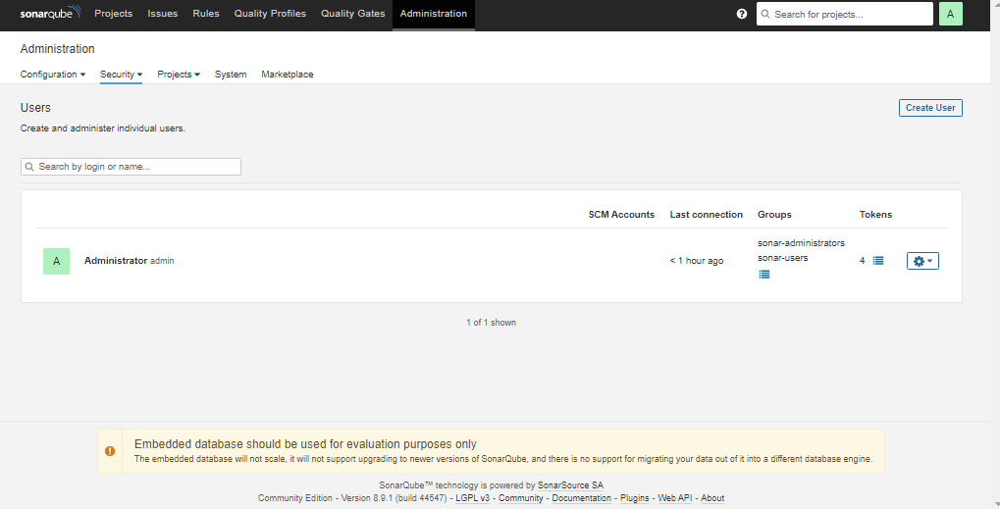 sonarqube Projects Issues Rules Quality Profiles Quality Gates Administration ? Search for projects... A
Administration
Configuration Security Projects System Marketplace
Users
Create User
Create and administer individual users.
Search by login or name...
SCM Accounts Last connection Groups Tokens
sonar-administrators
A Administrator admin < 1 hour ago sonar-users 4
1 of 1 shown
Embedded database should be used for evaluation purposes only
The embedded database will not scale, it will not support upgrading to newer versions of SonarQube, and there is no support for migrating your data out of it into a different database engine.
SonarQube™ technology is powered by SonarSource SA
Community Edition - Version 8.9.1 (build 44547) - LGPL v3 - Community - Documentation - Plugins - Web API - About